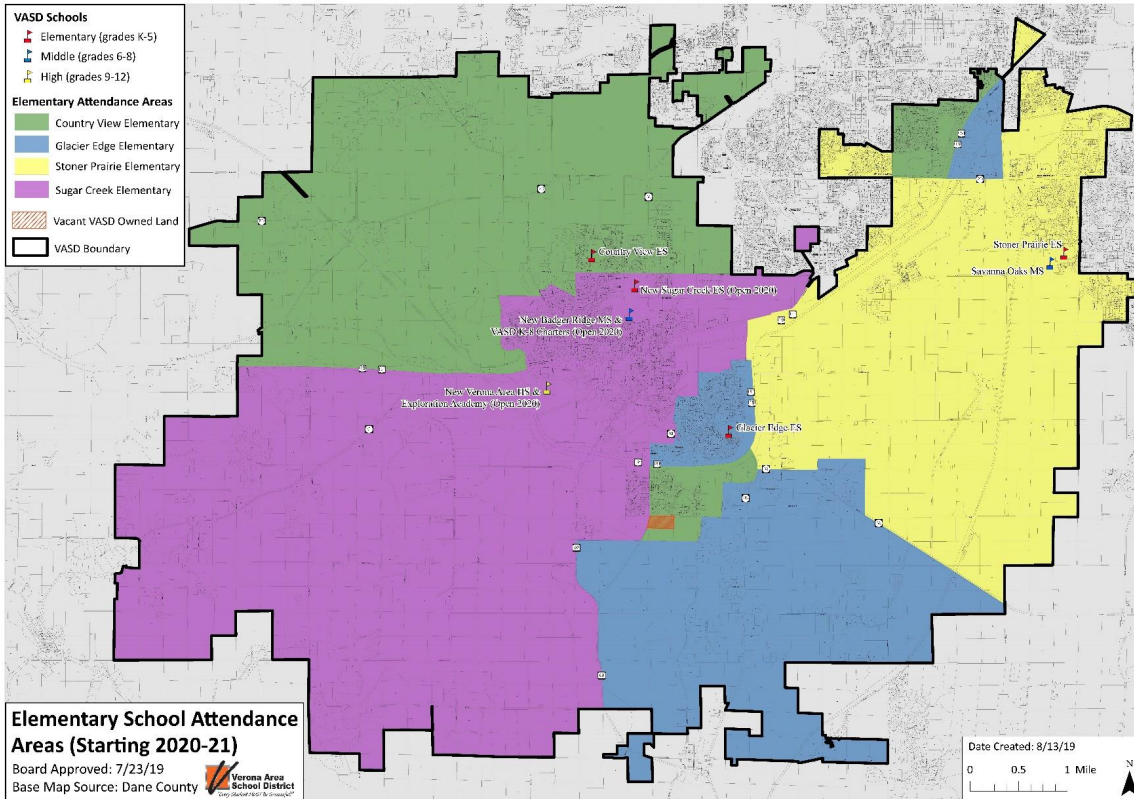 VASD Schools
Elementary (grades K-5)
Middle (grades 6-8)
High (grades 9-12)
Elementary Attendance Areas
Country View Elementary
Glacier Edge Elementary
Stoner Prairie Elementary
Sugar Creek Elementary
Vacant VASD Owned Land
VASD Boundary
Stoner Prairie ES
Country View ES
Savanna Oaks MS
New Sugar Creek ES (Open 2020)
New Badger Ridge MS &
VASD K-8 Charters (Open 2020)
New Verona Area HS &
Exploration Academy (Open 2020)
Glacier Edge ES
Elementary School Attendance
Areas (Starting 2020-21)
Board Approved: 7/23/19
Base Map Source: Dane County
Verona Area
School District
"Every Student MUST Be Successful"
Date Created: 8/13/19
0 0.5 1 Mile
N